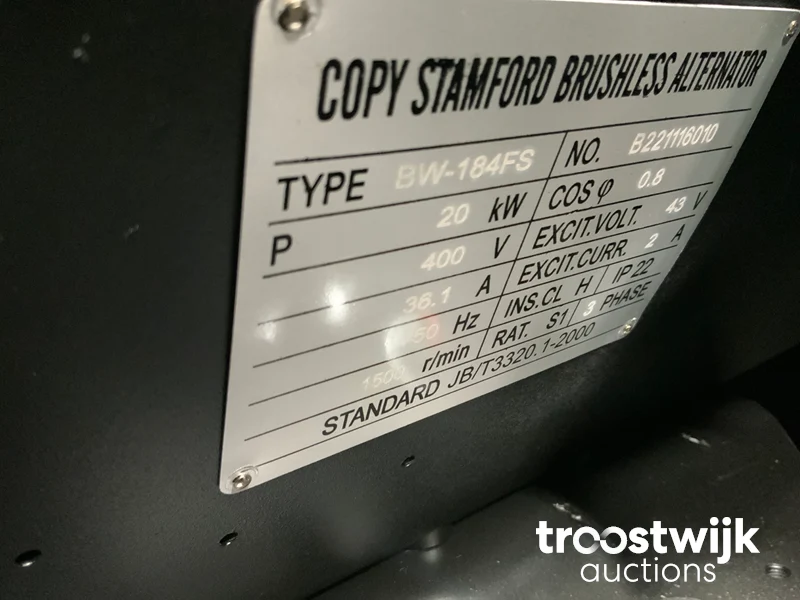 COPY STAMFORD BRUSHLESS ALTERNATOR
TYPE BW-184FS NO. B221116010
P 20 kW COS φ 0.8
400 V EXCIT.VOLT. 43 V
36.1 A EXCIT.CURR. 2 A
50 Hz INS.CL H IP 22
1500 r/min RAT. S1 3 PHASE
STANDARD JB/T3320.1-2000
troostwijk
auctions